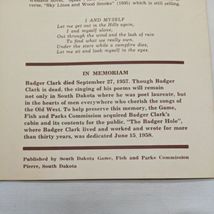 verse, "Sky Lines and Wood Smoke" (1935) which is still selling.
I AND MYSELF
Let me get out in the Hills again,
I and myself alone,
Out through the wind and the lash of rain
To find what we really own.
Under the stars while a campfire dies,
Let me sit and look myself in the eyes.
IN MEMORIAM
Badger Clark died September 27, 1957. Though Badger
Clark is dead, the singing of his poems will remain
not only in South Dakota where he was poet laureate, but
in the hearts of men everywhere who cherish the songs
of the Old West. To help preserve this memory, the Game,
Fish and Parks Commission acquired Badger Clark's
cabin and its contents for the public. "The Badger Hole",
where Badger Clark lived and worked and wrote for more
than thirty years, was dedicated June 15, 1958.
Published by South Dakota Game, Fish and Parks Commission
Pierre, South Dakota